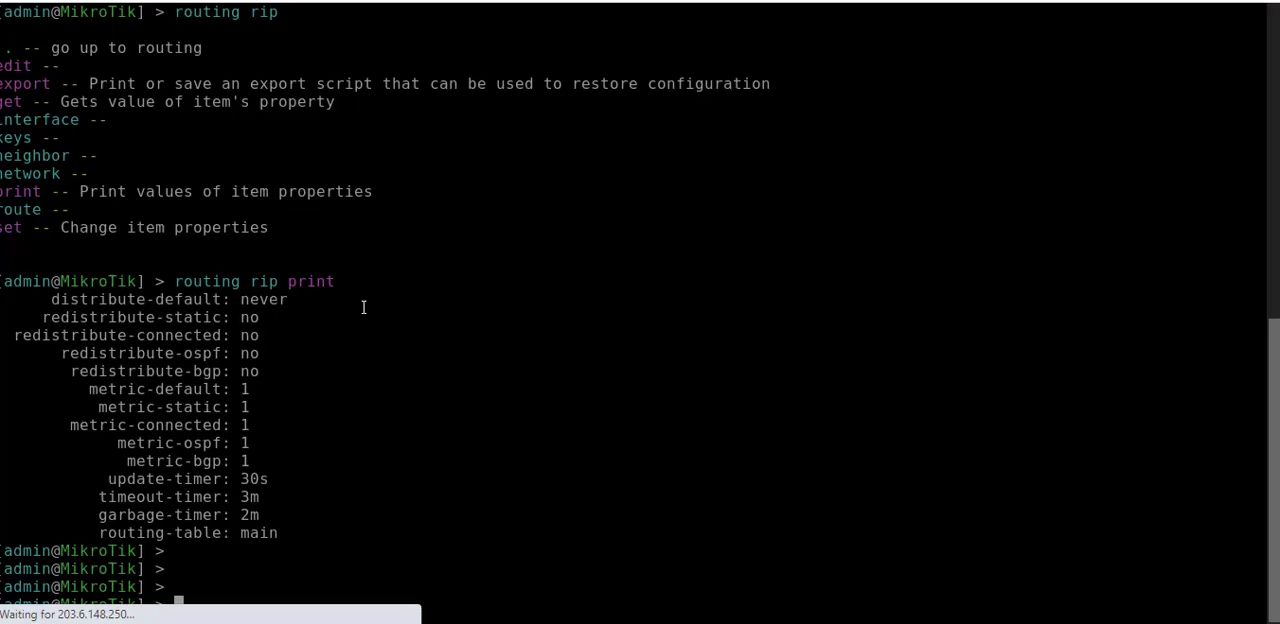 [admin@MikroTik] > routing rip
. -- go up to routing
edit --
export -- Print or save an export script that can be used to restore configuration
get -- Gets value of item's property
interface --
keys --
neighbor --
network --
print -- Print values of item properties
route --
set -- Change item properties
[admin@MikroTik] > routing rip print
distribute-default: never
redistribute-static: no
redistribute-connected: no
redistribute-ospf: no
redistribute-bgp: no
metric-default: 1
metric-static: 1
metric-connected: 1
metric-ospf: 1
metric-bgp: 1
update-timer: 30s
timeout-timer: 3m
garbage-timer: 2m
routing-table: main
[admin@MikroTik] >
[admin@MikroTik] >
[admin@MikroTik] >
[admin@MikroTik] >
Waiting for 203.6.148.250...